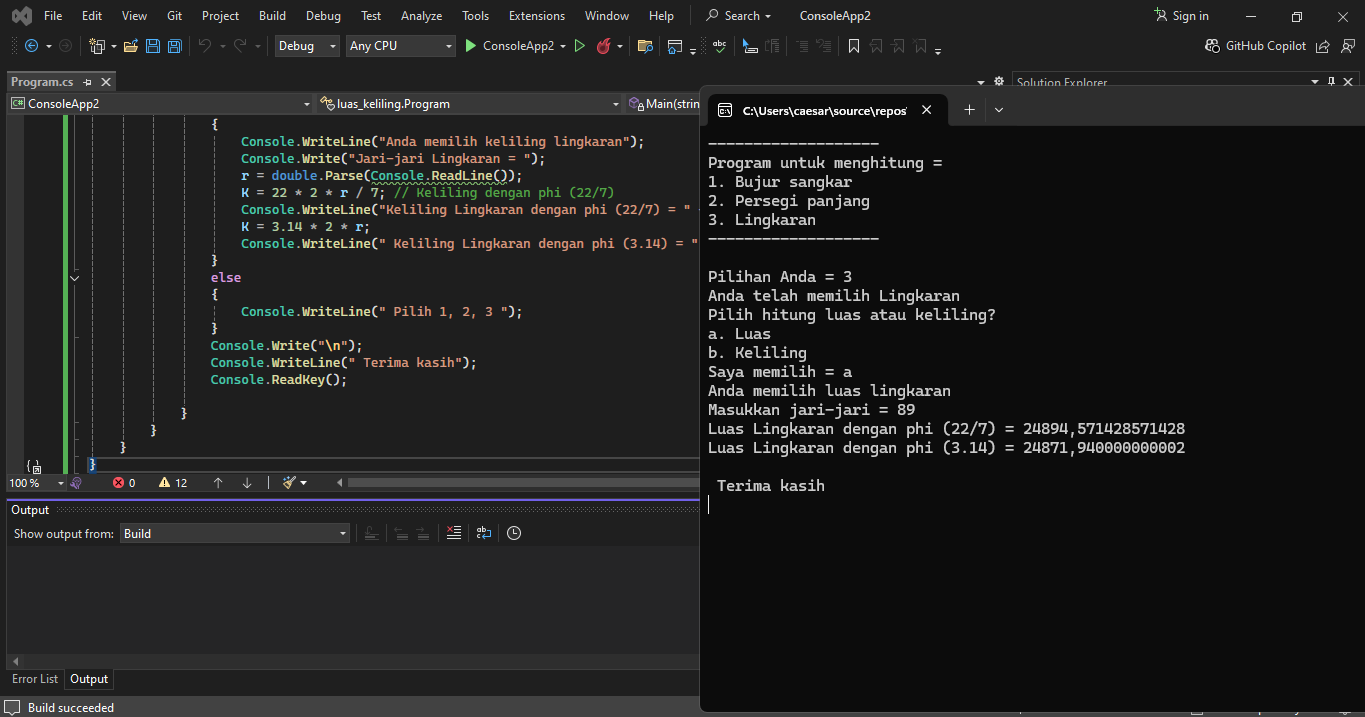 File Edit View Git Project Build Debug Test Analyze Tools Extensions Window Help Search ConsoleApp2 Sign in
Debug Any CPU ConsoleApp2 GitHub Copilot
Program.cs
Solution Explorer
C# ConsoleApp2 luas_keliling.Program Main(strin
{
Console.WriteLine("Anda memilih keliling lingkaran");
Console.Write("Jari-jari Lingkaran = ");
r = double.Parse(Console.ReadLine());
K = 22 * 2 * r / 7; // Keliling dengan phi (22/7)
Console.WriteLine("Keliling Lingkaran dengan phi (22/7) = "
K = 3.14 * 2 * r;
Console.WriteLine(" Keliling Lingkaran dengan phi (3.14) = "
}
else
{
Console.WriteLine(" Pilih 1, 2, 3 ");
}
Console.Write("\n");
Console.WriteLine(" Terima kasih");
Console.ReadKey();
}
}
}
}
100 % 0 12
Output
Show output from: Build
Error List Output
Build succeeded
C:\Users\caesar\source\repos\
-------------------
Program untuk menghitung =
1. Bujur sangkar
2. Persegi panjang
3. Lingkaran
-------------------
Pilihan Anda = 3
Anda telah memilih Lingkaran
Pilih hitung luas atau keliling?
a. Luas
b. Keliling
Saya memilih = a
Anda memilih luas lingkaran
Masukkan jari-jari = 89
Luas Lingkaran dengan phi (22/7) = 24894,571428571428
Luas Lingkaran dengan phi (3.14) = 24871,940000000002
Terima kasih